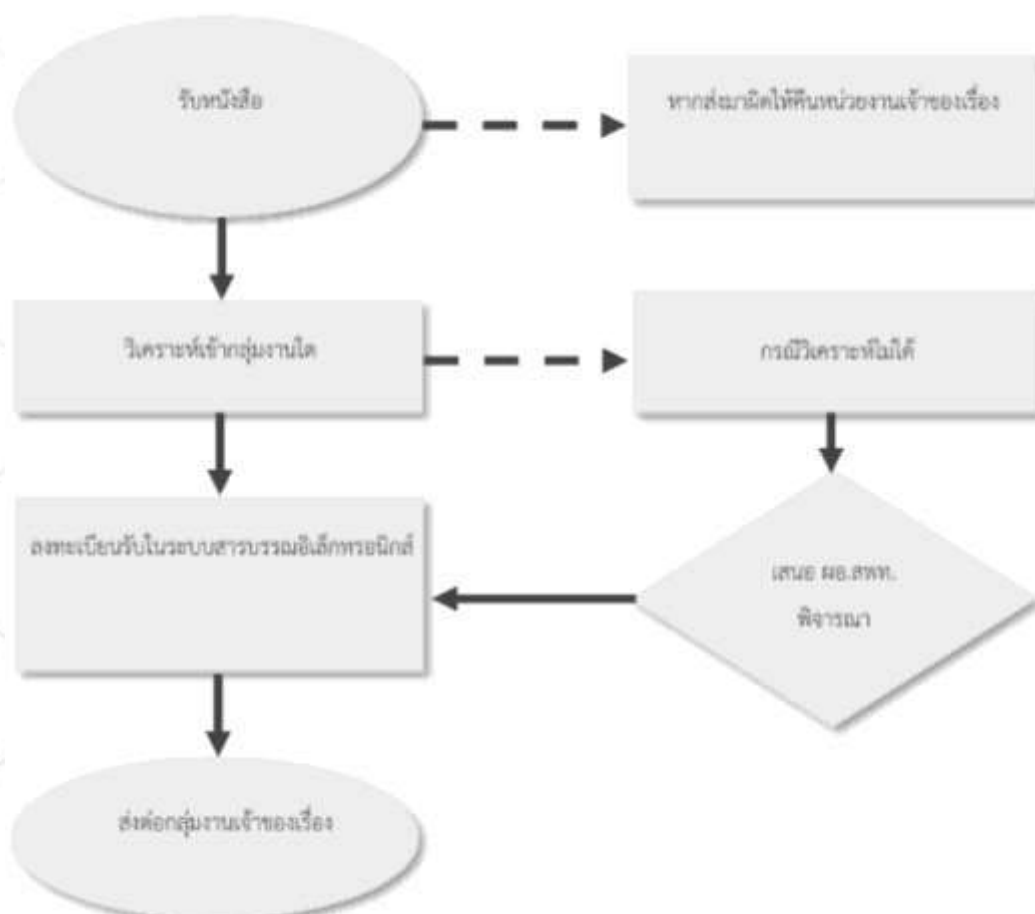 รับหนังสือ
หากส่งมาผิดให้คืนหน่วยงานเจ้าของเรื่อง
วิเคราะห์เข้ากลุ่มงานใด
กรณีวิเคราะห์ไม่ได้
ลงทะเบียนรับในระบบสารบรรณอิเล็กทรอนิกส์
เสนอ ผอ.สพท.
พิจารณา
ส่งต่อกลุ่มงานเจ้าของเรื่อง